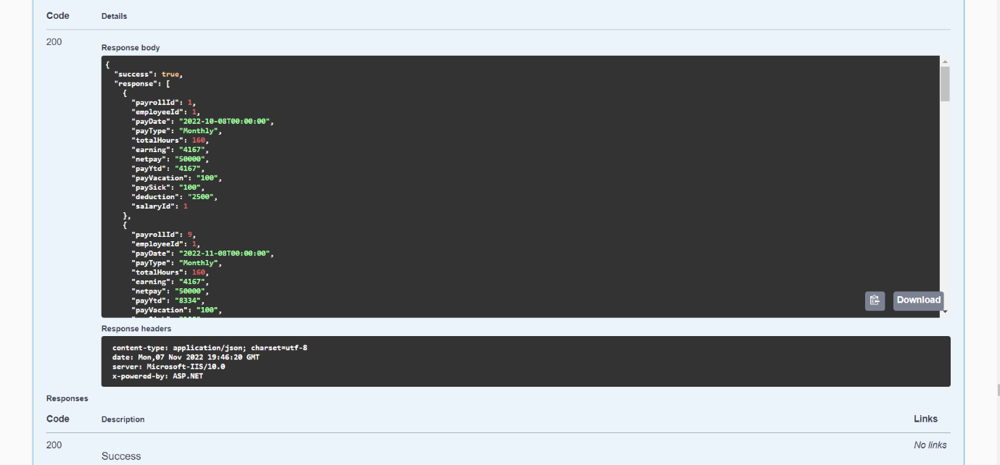 Code Details
200
Response body
{
"success": true,
"response": [
{
"payrollId": 1,
"employeeId": 1,
"payDate": "2022-10-08T00:00:00",
"payType": "Monthly",
"totalHours": 160,
"earning": "4167",
"netpay": "50000",
"payYtd": "4167",
"payVacation": "100",
"paySick": "100",
"deduction": "2500",
"salaryId": 1
},
{
"payrollId": 9,
"employeeId": 1,
"payDate": "2022-11-08T00:00:00",
"payType": "Monthly",
"totalHours": 160,
"earning": "4167",
"netpay": "50000",
"payYtd": "8334",
"payVacation": "100",
Download
Response headers
content-type: application/json; charset=utf-8
date: Mon,07 Nov 2022 19:46:20 GMT
server: Microsoft-IIS/10.0
x-powered-by: ASP.NET
Responses
Code Description Links
200 No links
Success